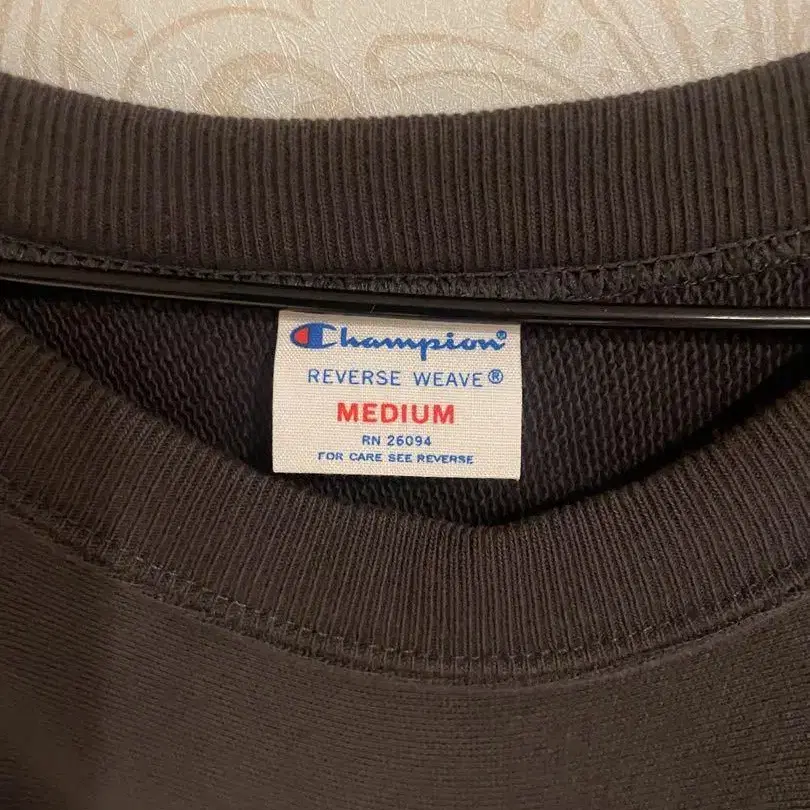 Champion®
REVERSE WEAVE®
MEDIUM
RN 26094
FOR CARE SEE REVERSE